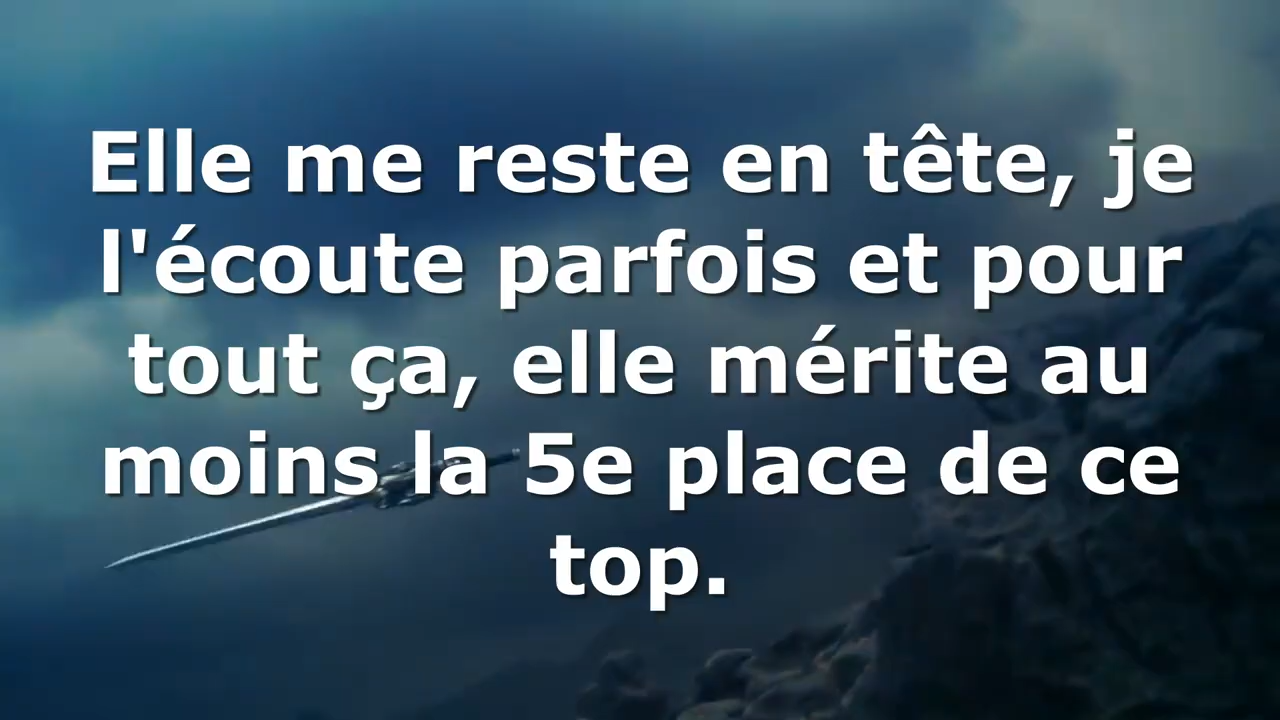 Elle me reste en tête, je
l'écoute parfois et pour
tout ça, elle mérite au
moins la 5e place de ce
top.